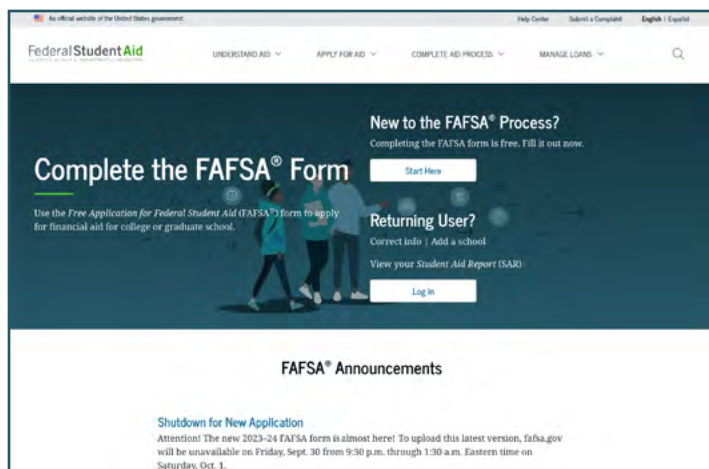 An official website of the United States government.
Help Center Submit a Complaint English | Español
Federal Student Aid
UNDERSTAND AID APPLY FOR AID COMPLETE AID PROCESS MANAGE LOANS
New to the FAFSA® Process?
Completing the FAFSA form is free. Fill it out now.
Start Here
Complete the FAFSA® Form
Use the Free Application for Federal Student Aid (FAFSA®) form to apply
for financial aid for college or graduate school.
Returning User?
Correct info | Add a school
View your Student Aid Report (SAR)
Log in
FAFSA® Announcements
Shutdown for New Application
Attention! The new 2023–24 FAFSA form is almost here! To upload this latest version, fafsa.gov
will be unavailable on Friday, Sept. 30 from 9:30 p.m. through 1:30 a.m. Eastern time on
Saturday, Oct. 1.